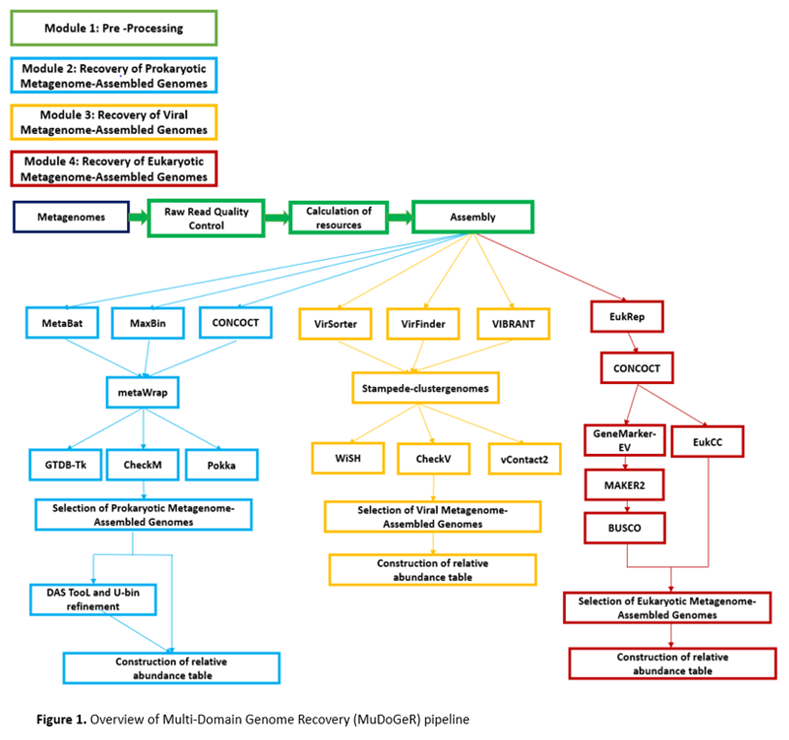 Module 1: Pre -Processing
Module 2: Recovery of Prokaryotic
Metagenome-Assembled Genomes
Module 3: Recovery of Viral
Metagenome-Assembled Genomes
Module 4: Recovery of Eukaryotic
Metagenome-Assembled Genomes
Metagenomes
Raw Read Quality
Control
Calculation of
resources
Assembly
MetaBat
MaxBin
CONCOCT
VirSorter
VirFinder
VIBRANT
EukRep
CONCOCT
metaWrap
Stampede-clustergenomes
GeneMarker-
EV
EukCC
GTDB-Tk
CheckM
Pokka
WiSH
CheckV
vContact2
MAKER2
BUSCO
Selection of Prokaryotic Metagenome-
Assembled Genomes
Selection of Viral Metagenome-
Assembled Genomes
Construction of relative
abundance table
DAS TooL and U-bin
refinement
Selection of Eukaryotic Metagenome-
Assembled Genomes
Construction of relative
abundance table
Construction of relative
abundance table
Figure 1. Overview of Multi-Domain Genome Recovery (MuDoGeR) pipeline